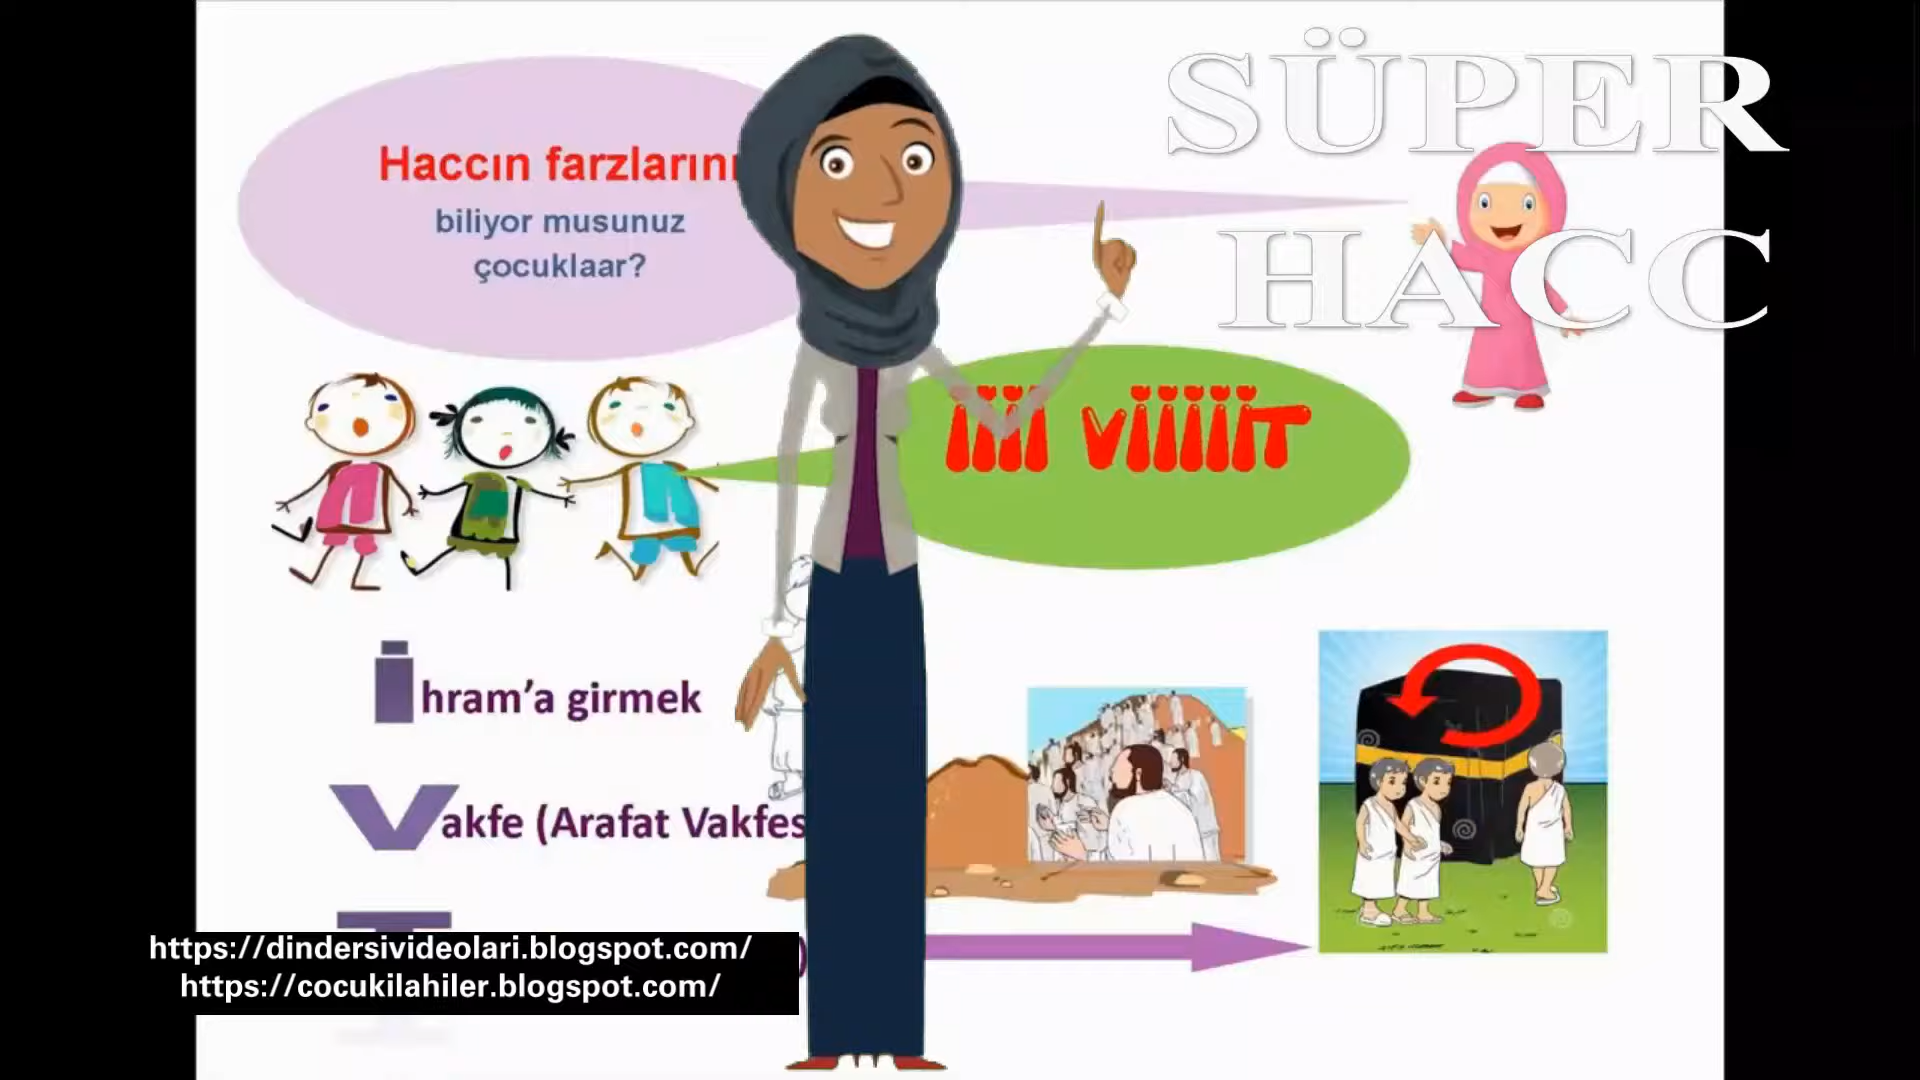 SÜPER
HACC
Haccın farzlarını
biliyor musunuz
çocuklaar?
İİİİ VİİİİİT
İhram’a girmek
Vakfe (Arafat Vakfes
T
https://dindersivideolari.blogspot.com/
https://cocukilahiler.blogspot.com/